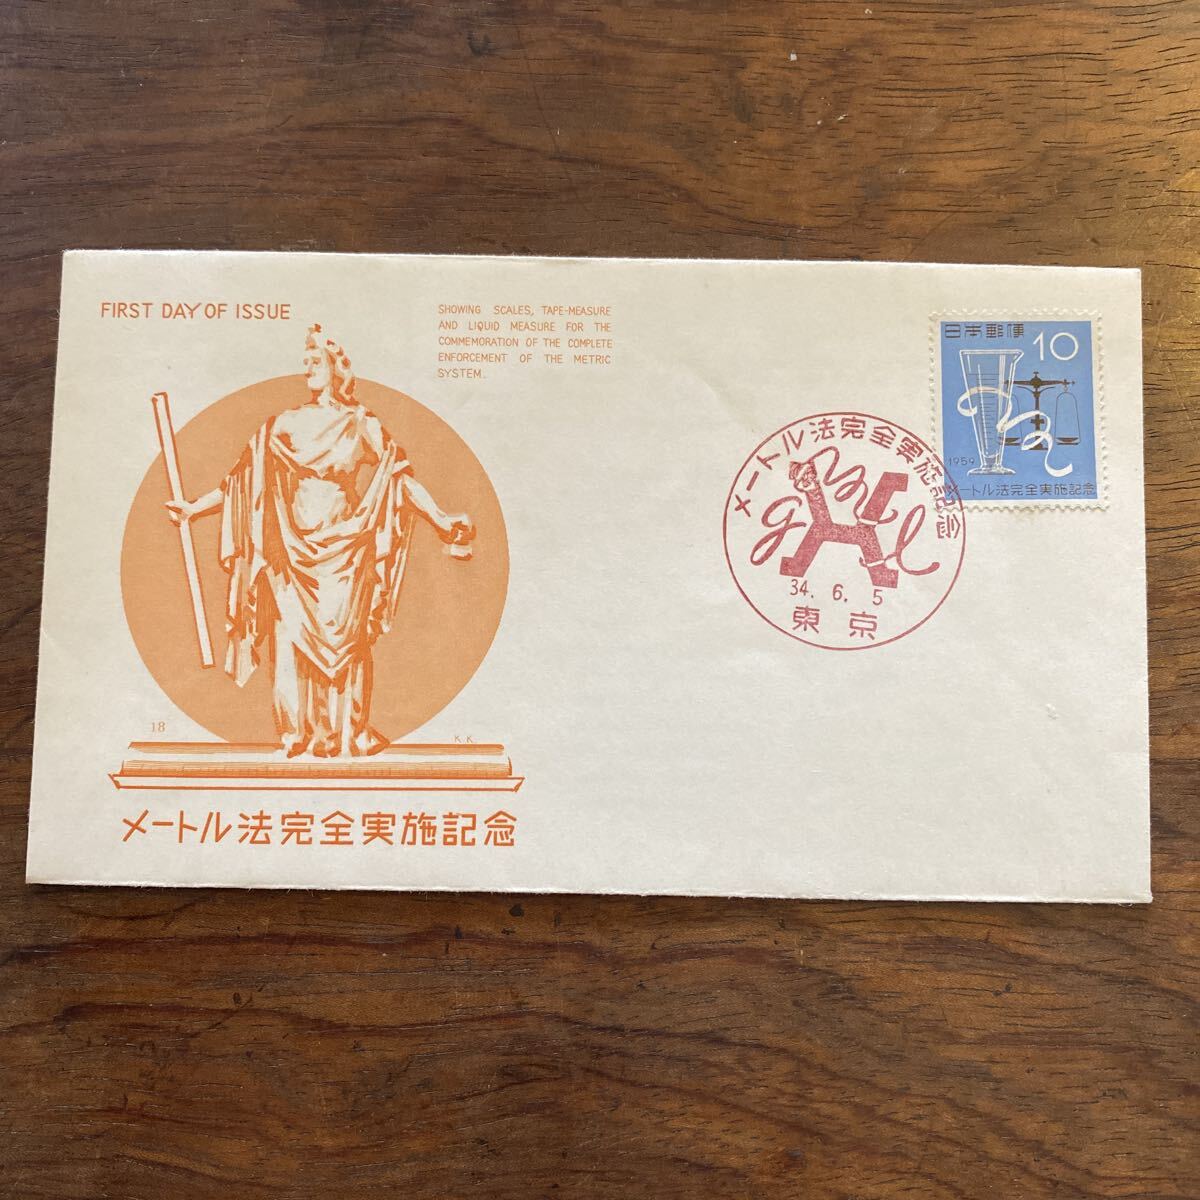 FIRST DAY OF ISSUE
SHOWING SCALES, TAPE-MEASURE
AND LIQUID MEASURE FOR THE
COMMEMORATION OF THE COMPLETE
ENFORCEMENT OF THE METRIC
SYSTEM.
日本郵便
10
1959
メートル法完全実施記念
メートル法完全実施記念
g m l
34. 6. 5
東京
18
K. K.
メートル法完全実施記念